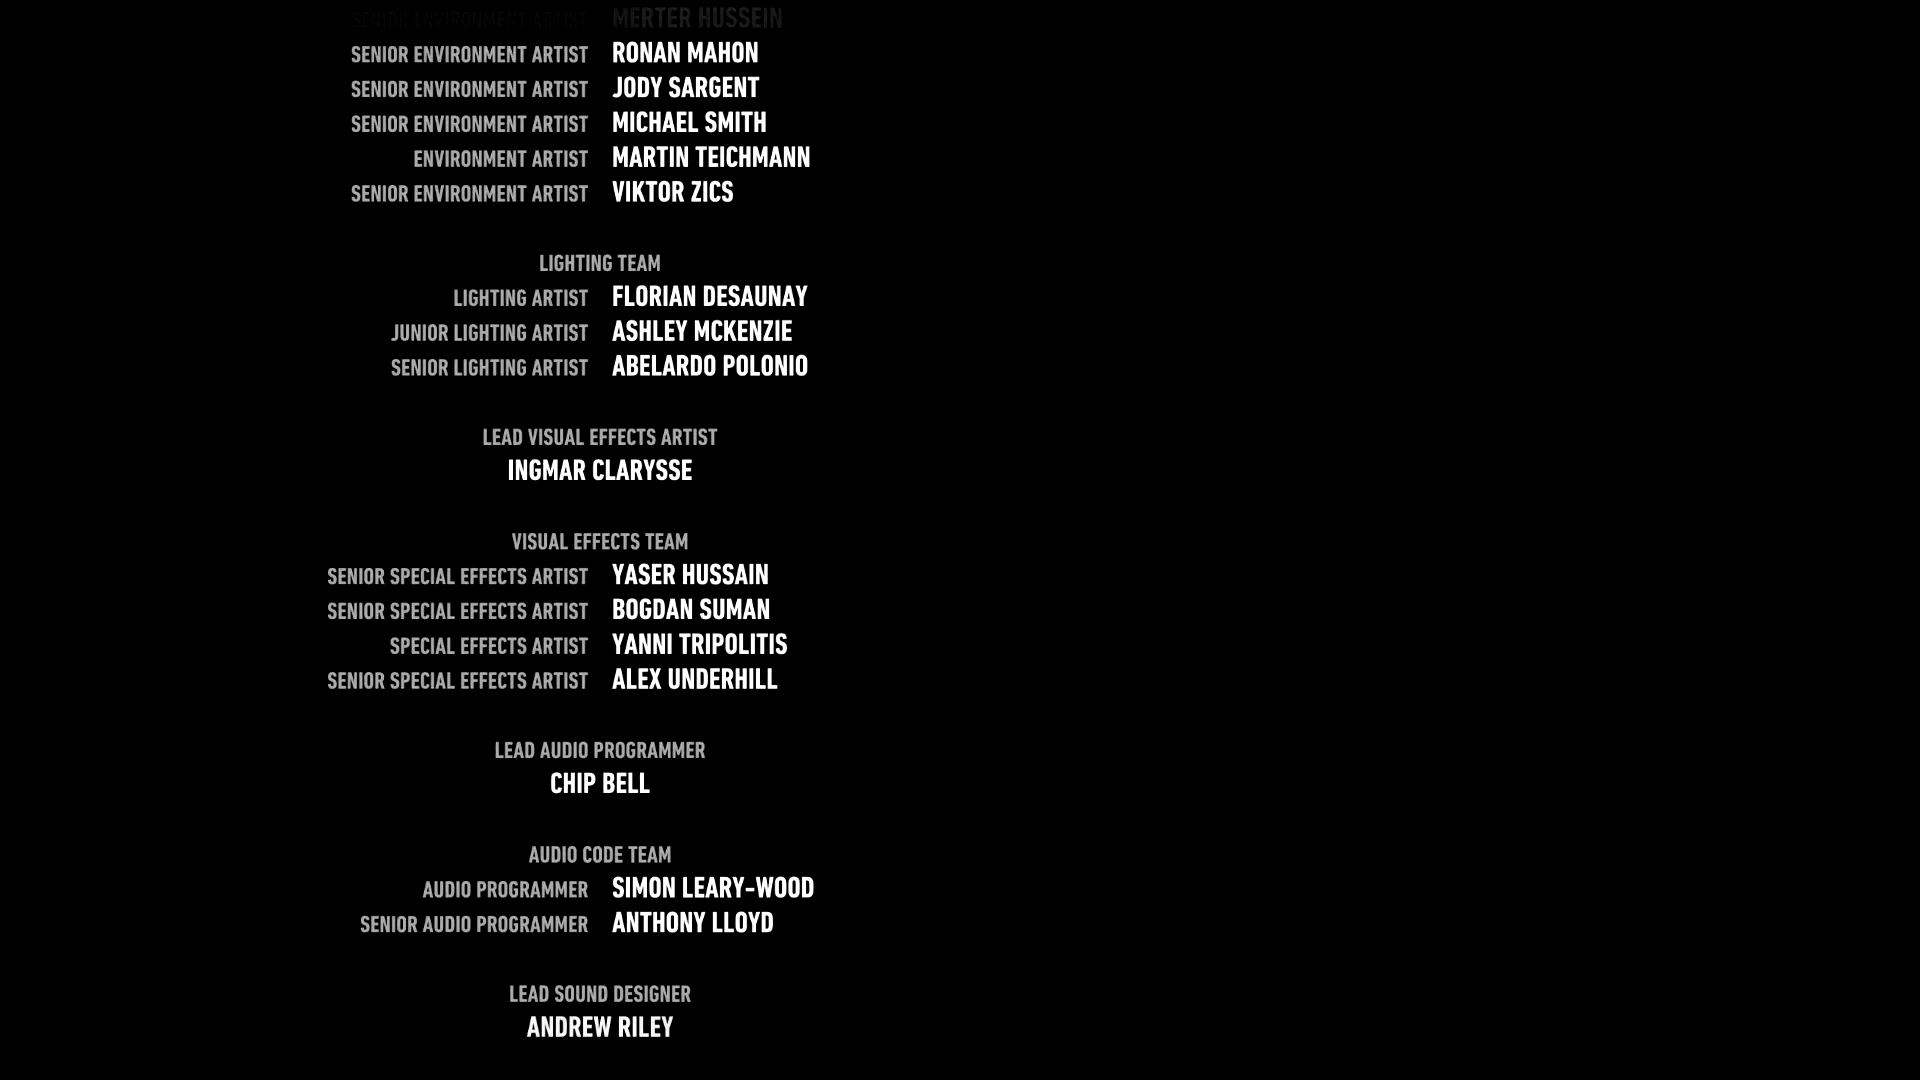 SENIOR ENVIRONMENT ARTIST MERTER HUSSEIN
SENIOR ENVIRONMENT ARTIST RONAN MAHON
SENIOR ENVIRONMENT ARTIST JODY SARGENT
SENIOR ENVIRONMENT ARTIST MICHAEL SMITH
ENVIRONMENT ARTIST MARTIN TEICHMANN
SENIOR ENVIRONMENT ARTIST VIKTOR ZICS
LIGHTING TEAM
LIGHTING ARTIST FLORIAN DESAUNAY
JUNIOR LIGHTING ARTIST ASHLEY MCKENZIE
SENIOR LIGHTING ARTIST ABELARDO POLONIO
LEAD VISUAL EFFECTS ARTIST
INGMAR CLARYSSE
VISUAL EFFECTS TEAM
SENIOR SPECIAL EFFECTS ARTIST YASER HUSSAIN
SENIOR SPECIAL EFFECTS ARTIST BOGDAN SUMAN
SPECIAL EFFECTS ARTIST YANNI TRIPOLITIS
SENIOR SPECIAL EFFECTS ARTIST ALEX UNDERHILL
LEAD AUDIO PROGRAMMER
CHIP BELL
AUDIO CODE TEAM
AUDIO PROGRAMMER SIMON LEARY-WOOD
SENIOR AUDIO PROGRAMMER ANTHONY LLOYD
LEAD SOUND DESIGNER
ANDREW RILEY